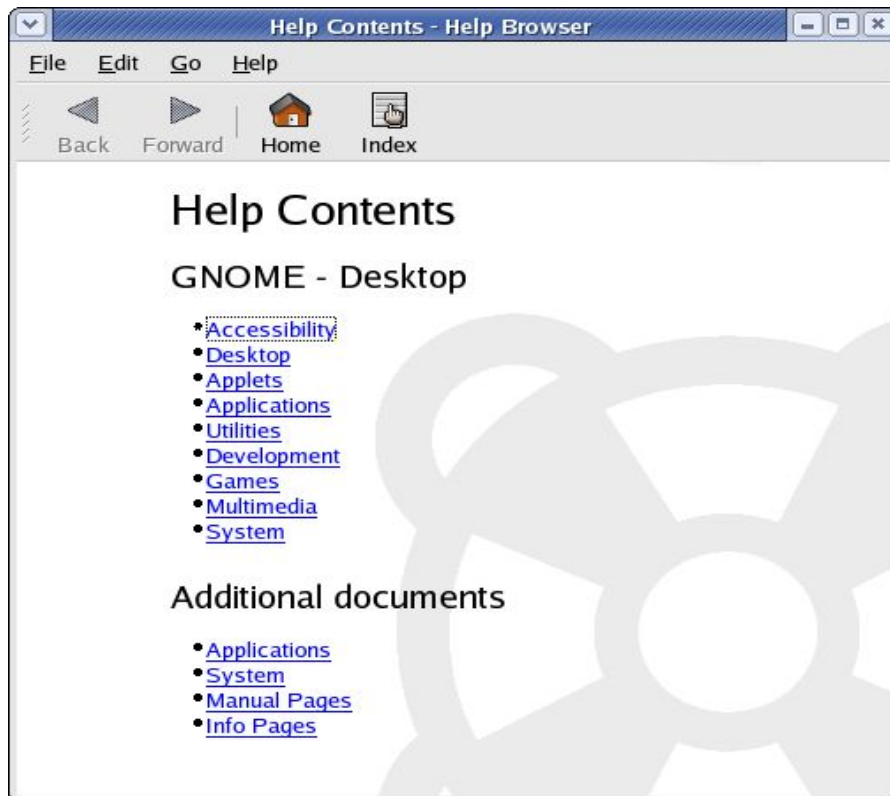 Help Contents - Help Browser
File Edit Go Help
Back Forward Home Index
Help Contents
GNOME - Desktop
Accessibility
Desktop
Applets
Applications
Utilities
Development
Games
Multimedia
System
Additional documents
Applications
System
Manual Pages
Info Pages